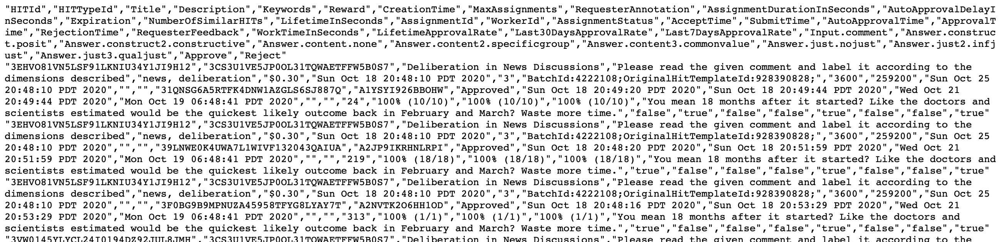 "HITId","HITTypeId","Title","Description","Keywords","Reward","CreationTime","MaxAssignments","RequesterAnnotation","AssignmentDurationInSeconds","AutoApprovalDelayI
nSeconds","Expiration","NumberOfSimilarHITs","LifetimeInSeconds","AssignmentId","WorkerId","AssignmentStatus","AcceptTime","SubmitTime","AutoApprovalTime","ApprovalT
ime","RejectionTime","RequesterFeedback","WorkTimeInSeconds","LifetimeApprovalRate","Last30DaysApprovalRate","Last7DaysApprovalRate","Input.comment","Answer.construc
t.posit","Answer.construct2.constructive","Answer.content.none","Answer.content2.specificgroup","Answer.content3.commonvalue","Answer.just.nojust","Answer.just2.infj
ust","Answer.just3.qualjust","Approve","Reject"
"3EHVO81VN5LSF91LKNIU34Y1JI9H12","3CS3U1VE5JP0OL31TQWAETFFW5B0S7","Deliberation in News Discussions","Please read the given comment and label it according to the
dimensions described","news, deliberation","$0.30","Sun Oct 18 20:48:10 PDT 2020","3","BatchId:4222108;OriginalHitTemplateId:928390828;","3600","259200","Sun Oct 25
20:48:10 PDT 2020","","","31QNSG6A5RTFK4DNW1AZGLS6SJ887Q","A1YSYI926BBOHW","Approved","Sun Oct 18 20:49:20 PDT 2020","Sun Oct 18 20:49:44 PDT 2020","Wed Oct 21
20:49:44 PDT 2020","Mon Oct 19 06:48:41 PDT 2020","","","24","100% (10/10)","100% (10/10)","100% (10/10)","You mean 18 months after it started? Like the doctors and
scientists estimated would be the quickest likely outcome back in February and March? Waste more time.","false","true","false","false","true","false","false","true"
"3EHVO81VN5LSF91LKNIU34Y1JI9H12","3CS3U1VE5JP0OL31TQWAETFFW5B0S7","Deliberation in News Discussions","Please read the given comment and label it according to the
dimensions described","news, deliberation","$0.30","Sun Oct 18 20:48:10 PDT 2020","3","BatchId:4222108;OriginalHitTemplateId:928390828;","3600","259200","Sun Oct 25
20:48:10 PDT 2020","","","39LNWE0K4UWA7L1WIVF132043QAIUA","A2JP9IKRHNLRPI","Approved","Sun Oct 18 20:48:20 PDT 2020","Sun Oct 18 20:51:59 PDT 2020","Wed Oct 21
20:51:59 PDT 2020","Mon Oct 19 06:48:41 PDT 2020","","","219","100% (18/18)","100% (18/18)","100% (18/18)","You mean 18 months after it started? Like the doctors and
scientists estimated would be the quickest likely outcome back in February and March? Waste more time.","true","false","false","false","true","false","false","true"
"3EHVO81VN5LSF91LKNIU34Y1JI9H12","3CS3U1VE5JP0OL31TQWAETFFW5B0S7","Deliberation in News Discussions","Please read the given comment and label it according to the
dimensions described","news, deliberation","$0.30","Sun Oct 18 20:48:10 PDT 2020","3","BatchId:4222108;OriginalHitTemplateId:928390828;","3600","259200","Sun Oct 25
20:48:10 PDT 2020","","","3F0BG9B9MPNUZA45958TFYG8LYAY7T","A2NVTK2O6HH1OD","Approved","Sun Oct 18 20:48:16 PDT 2020","Sun Oct 18 20:53:29 PDT 2020","Wed Oct 21
20:53:29 PDT 2020","Mon Oct 19 06:48:41 PDT 2020","","","313","100% (1/1)","100% (1/1)","100% (1/1)","You mean 18 months after it started? Like the doctors and
scientists estimated would be the quickest likely outcome back in February and March? Waste more time.","true","false","false","false","true","false","false","true"
"3VW0145YLYCL24I0194DZ92JUL8JMH","3CS3U1VE5JP0OL31TQWAETFFW5B0S7","Deliberation in News Discussions","Please read the given comment and label it according to the